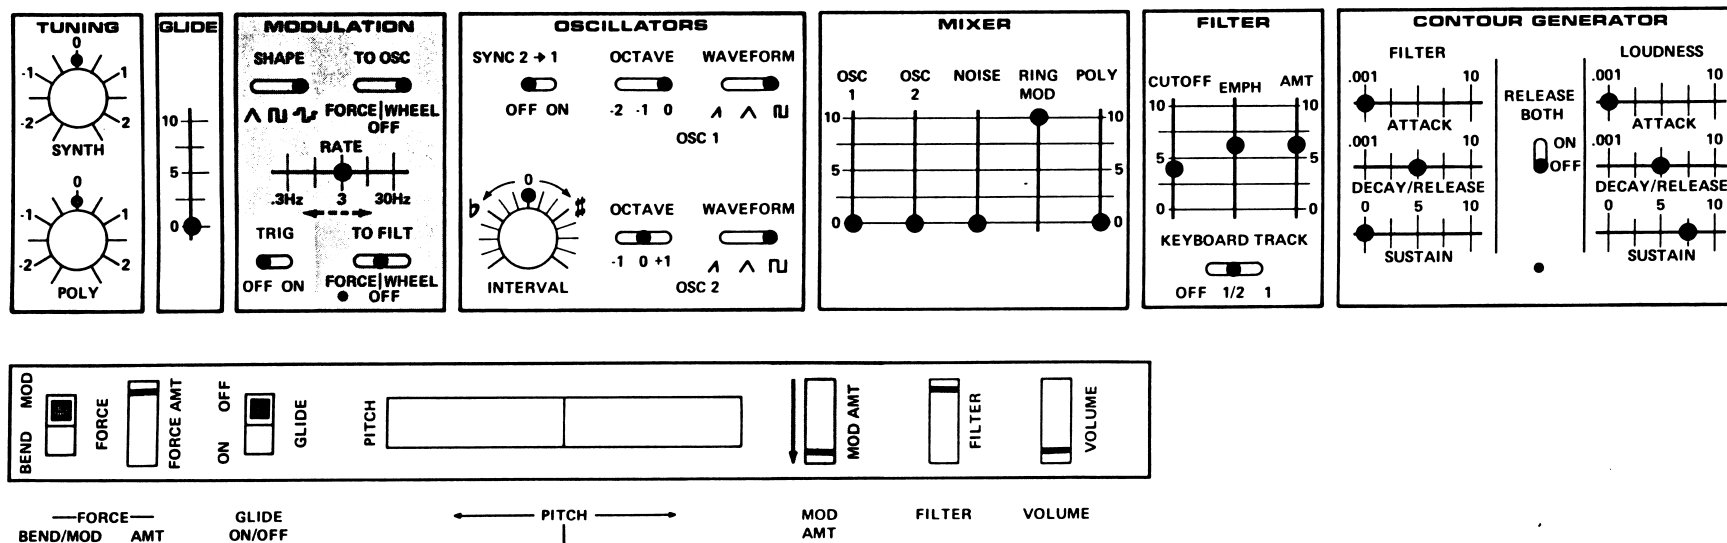 TUNING
0
-1 1
-2 2
SYNTH
0
-1 1
-2 2
POLY
GLIDE
10
5
0
MODULATION
SHAPE TO OSC
FORCE|WHEEL
OFF
RATE
.3Hz 3 30Hz
TRIG TO FILT
OFF ON FORCE|WHEEL
OFF
OSCILLATORS
SYNC 2 → 1 OCTAVE WAVEFORM
OFF ON -2 -1 0
OSC 1
♭ 0 ♯
OCTAVE WAVEFORM
-1 0 +1
INTERVAL OSC 2
MIXER
OSC 1 OSC 2 NOISE RING MOD POLY
10 10
5 5
0 0
FILTER
CUTOFF EMPH AMT
10 10
5 5
0 0
KEYBOARD TRACK
OFF 1/2 1
CONTOUR GENERATOR
FILTER
.001 10
ATTACK
.001 10
DECAY/RELEASE
0 5 10
SUSTAIN
RELEASE
BOTH
ON
OFF
LOUDNESS
.001 10
ATTACK
.001 10
DECAY/RELEASE
0 5 10
SUSTAIN
BEND MOD
FORCE
FORCE AMT
ON OFF
GLIDE
PITCH
MOD AMT
FILTER
VOLUME
FORCE
BEND/MOD AMT
GLIDE
ON/OFF
PITCH
MOD
AMT
FILTER
VOLUME